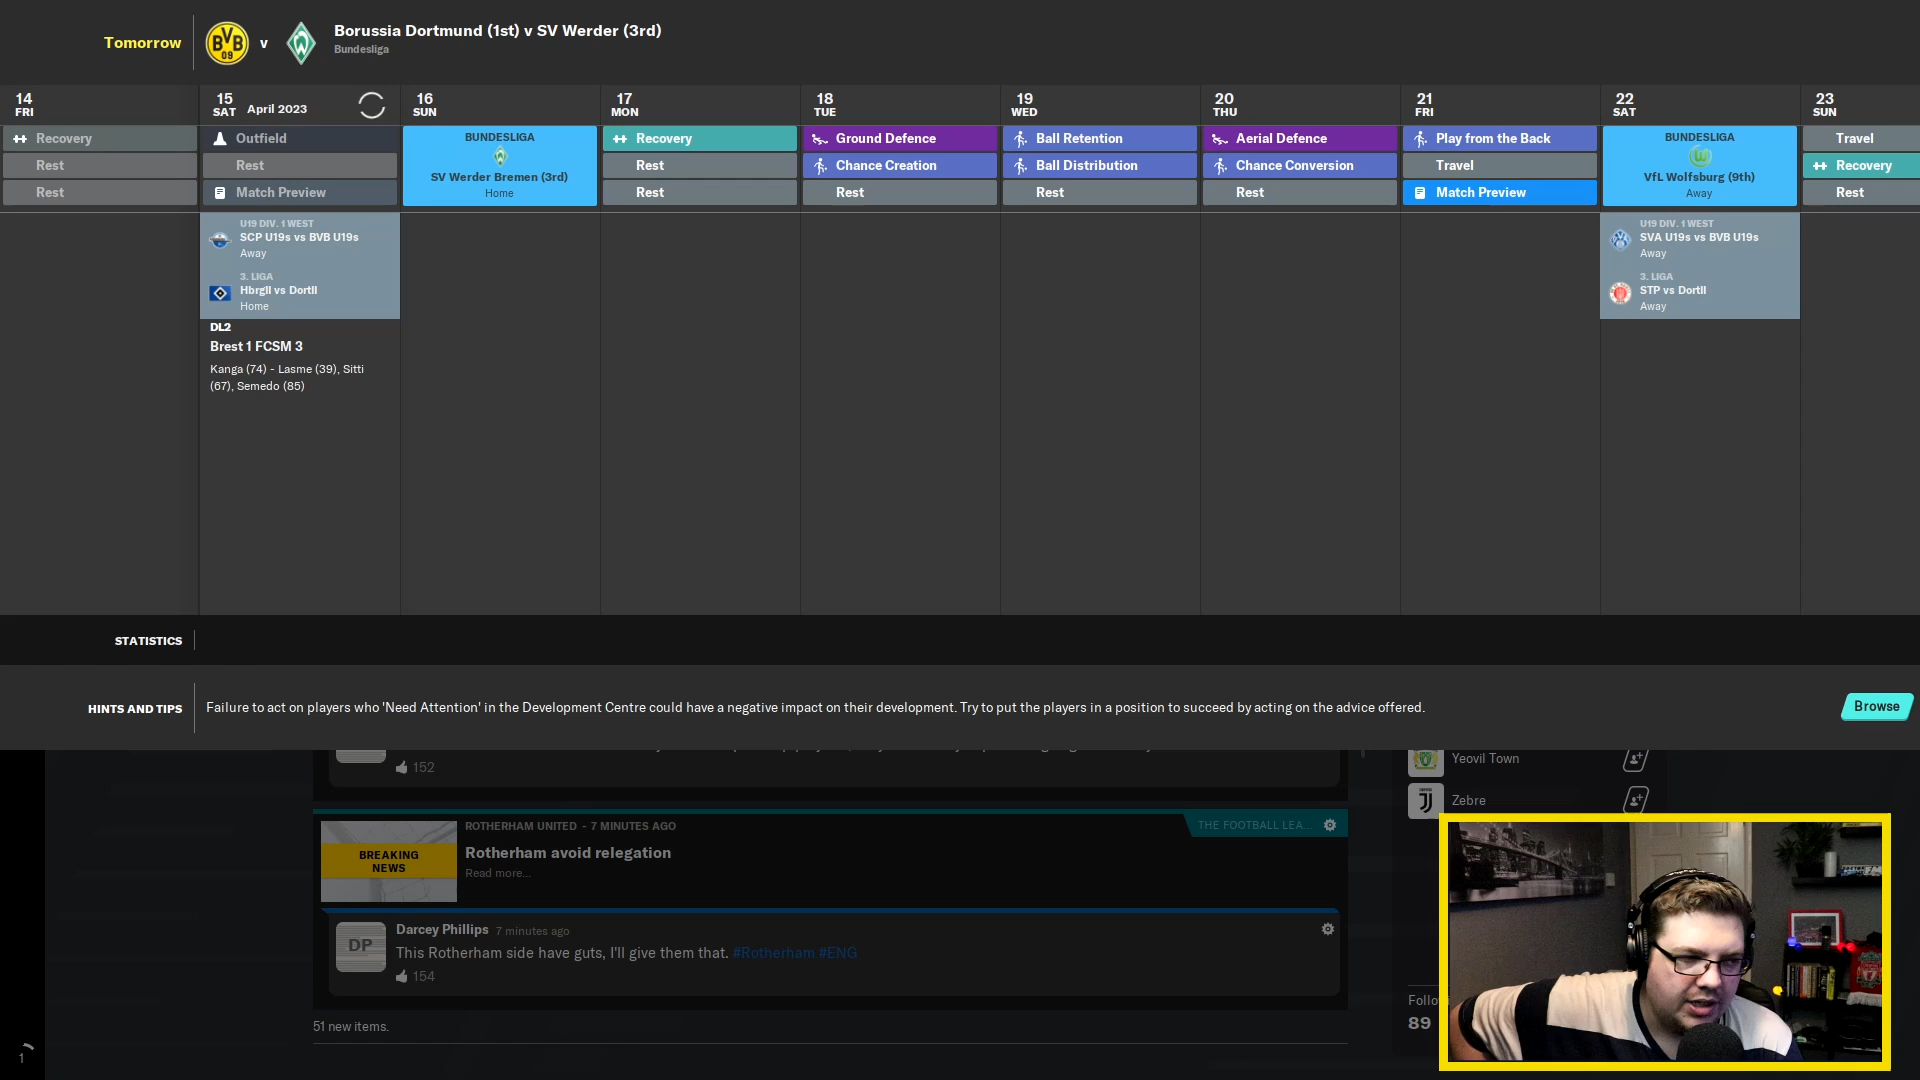 Tomorrow
v
Borussia Dortmund (1st) v SV Werder (3rd)
Bundesliga
14
FRI
15
SAT
April 2023
16
SUN
17
MON
18
TUE
19
WED
20
THU
21
FRI
22
SAT
23
SUN
Recovery
Rest
Rest
Outfield
Rest
Match Preview
BUNDESLIGA
SV Werder Bremen (3rd)
Home
Recovery
Rest
Rest
Ground Defence
Chance Creation
Rest
Ball Retention
Ball Distribution
Rest
Aerial Defence
Chance Conversion
Rest
Play from the Back
Travel
Match Preview
BUNDESLIGA
VfL Wolfsburg (9th)
Away
Travel
Recovery
Rest
U19 DIV. 1 WEST
SCP U19s vs BVB U19s
Away
3. LIGA
HbrgII vs DortII
Home
DL2
Brest 1 FCSM 3
Kanga (74) - Lasme (39), Sitti
(67), Semedo (85)
U19 DIV. 1 WEST
SVA U19s vs BVB U19s
Away
3. LIGA
STP vs DortII
Away
STATISTICS
HINTS AND TIPS
Failure to act on players who 'Need Attention' in the Development Centre could have a negative impact on their development. Try to put the players in a position to succeed by acting on the advice offered.
Browse
152
Yeovil Town
Zebre
ROTHERHAM UNITED - 7 MINUTES AGO
THE FOOTBALL LEA...
BREAKING
NEWS
Rotherham avoid relegation
Read more...
DP
Darcey Phillips 7 minutes ago
This Rotherham side have guts, I'll give them that. #Rotherham #ENG
154
51 new items.
89
1